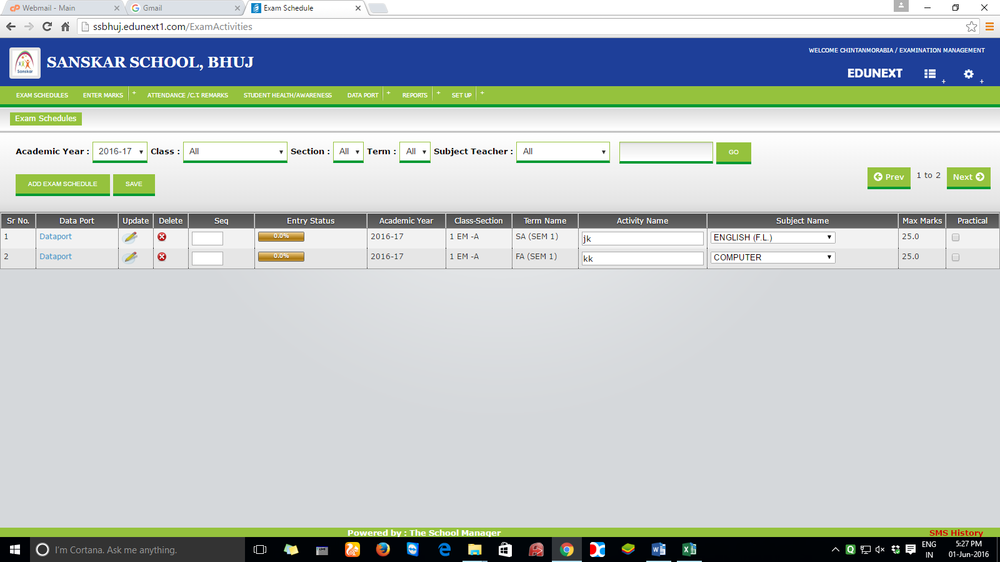 Webmail - Main
Gmail
Exam Schedule
ssbhuj.edunext1.com/ExamActivities
Sanskar
SANSKAR SCHOOL, BHUJ
WELCOME CHINTANMORABIA / EXAMINATION MANAGEMENT
EDUNEXT
+ +
EXAM SCHEDULES ENTER MARKS + ATTENDANCE /C.T. REMARKS STUDENT HEALTH/AWARENESS DATA PORT + REPORTS + SET UP +
Exam Schedules
Academic Year : 2016-17 Class : All Section : All Term : All Subject Teacher : All GO
ADD EXAM SCHEDULE SAVE Prev 1 to 2 Next
Sr No. Data Port Update Delete Seq Entry Status Academic Year Class-Section Term Name Activity Name Subject Name Max Marks Practical
1 Dataport 0.0% 2016-17 1 EM -A SA (SEM 1) jk ENGLISH (F.L.) 25.0
2 Dataport 0.0% 2016-17 1 EM -A FA (SEM 1) kk COMPUTER 25.0
Powered by : The School Manager SMS History
I'm Cortana. Ask me anything.
ENG
IN
5:27 PM
01-Jun-2016